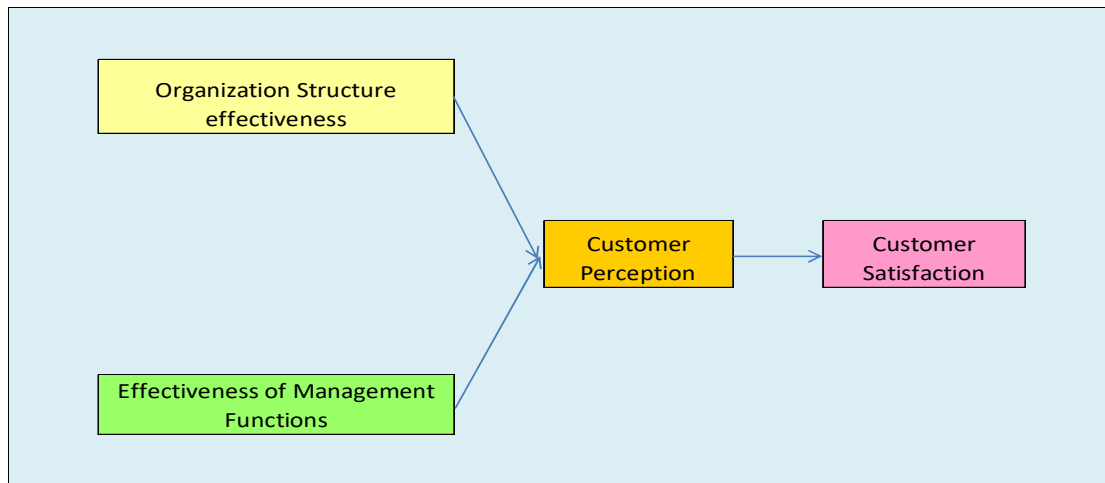 Organization Structure
effectiveness
Customer
Perception
Customer
Satisfaction
Effectiveness of Management
Functions